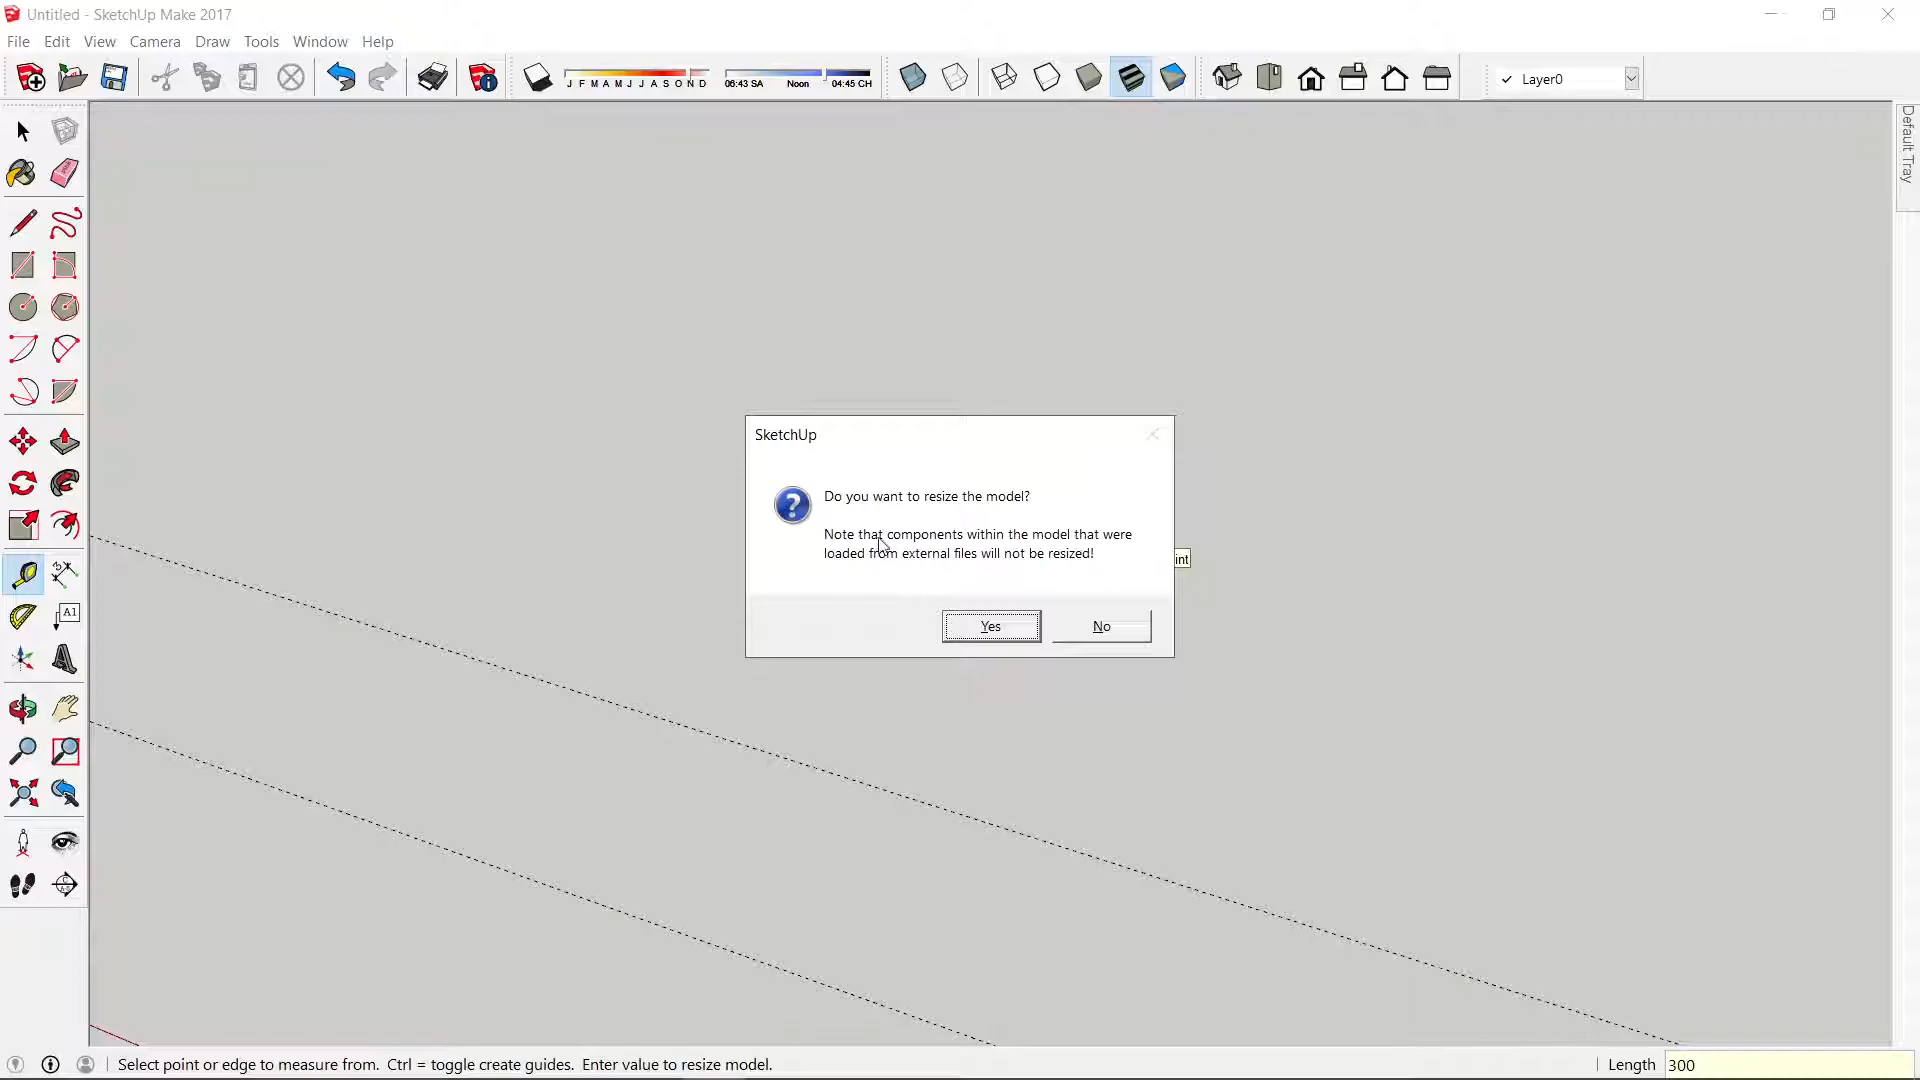 Untitled - SketchUp Make 2017
File Edit View Camera Draw Tools Window Help
J F M A M J J A S O N D
06:43 SA Noon 04:45 CH
Layer0
Default Tray
A1
SketchUp
Do you want to resize the model?
Note that components within the model that were
loaded from external files will not be resized!
int
Yes No
Select point or edge to measure from. Ctrl = toggle create guides. Enter value to resize model.
Length 300